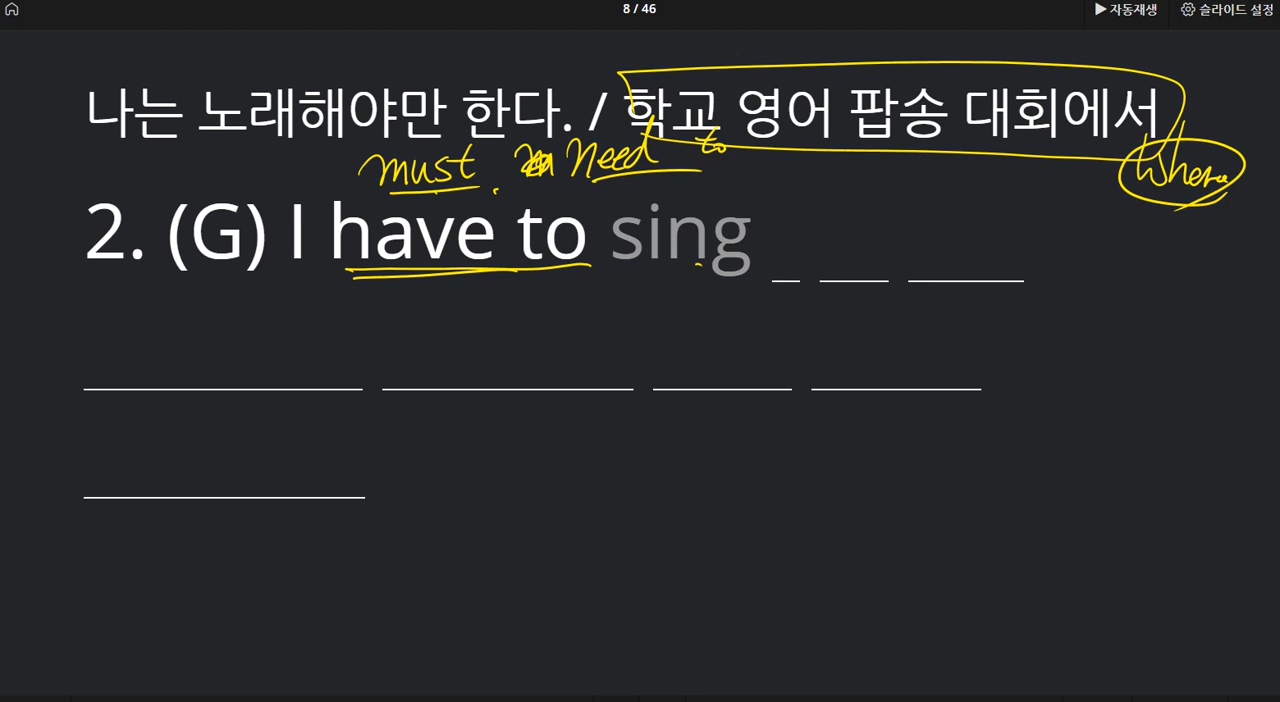 8 / 46
자동재생
슬라이드 설정
나는 노래해야만 한다. / 학교 영어 팝송 대회에서
must need to
where
2. (G) I have to sing